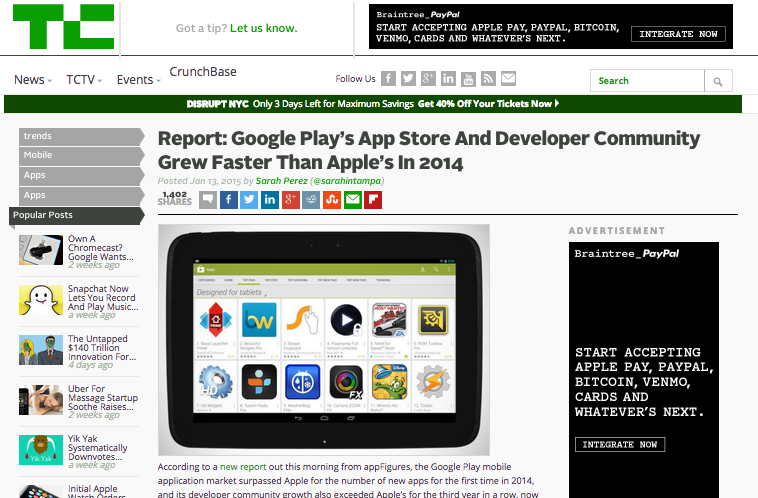 TC
Got a tip? Let us know.
Braintree_PayPal
START ACCEPTING APPLE PAY, PAYPAL, BITCOIN,
VENMO, CARDS AND WHATEVER'S NEXT.
INTEGRATE NOW
News
TCTV
Events
CrunchBase
Follow Us
Search
DISRUPT NYC Only 3 Days Left for Maximum Savings Get 40% Off Your Tickets Now
trends
Mobile
Apps
Apps
Popular Posts
Own A
Chromecast?
Google Wants...
2 weeks ago
Snapchat Now
Lets You Record
And Play Music...
a week ago
The Untapped
$140 Trillion
Innovation For...
4 days ago
Uber For
Massage Startup
Soothe Raises...
2 weeks ago
Yik Yak
Yik Yak
Systematically
Downvotes...
a week ago
Initial Apple
Watch Orders
Report: Google Play's App Store And Developer Community
Grew Faster Than Apple's In 2014
Posted Jan 13, 2015 by Sarah Perez (@sarahintampa)
1,402
SHARES
Apps
Designed for tablets
According to a new report out this morning from appFigures, the Google Play mobile
application market surpassed Apple for the number of new apps for the first time in 2014,
and its developer community growth also exceeded Apple's for the third year in a row, now
ADVERTISEMENT
Braintree_PayPal
START ACCEPTING
APPLE PAY, PAYPAL,
BITCOIN, VENMO,
CARDS AND
WHATEVER'S NEXT.
INTEGRATE NOW